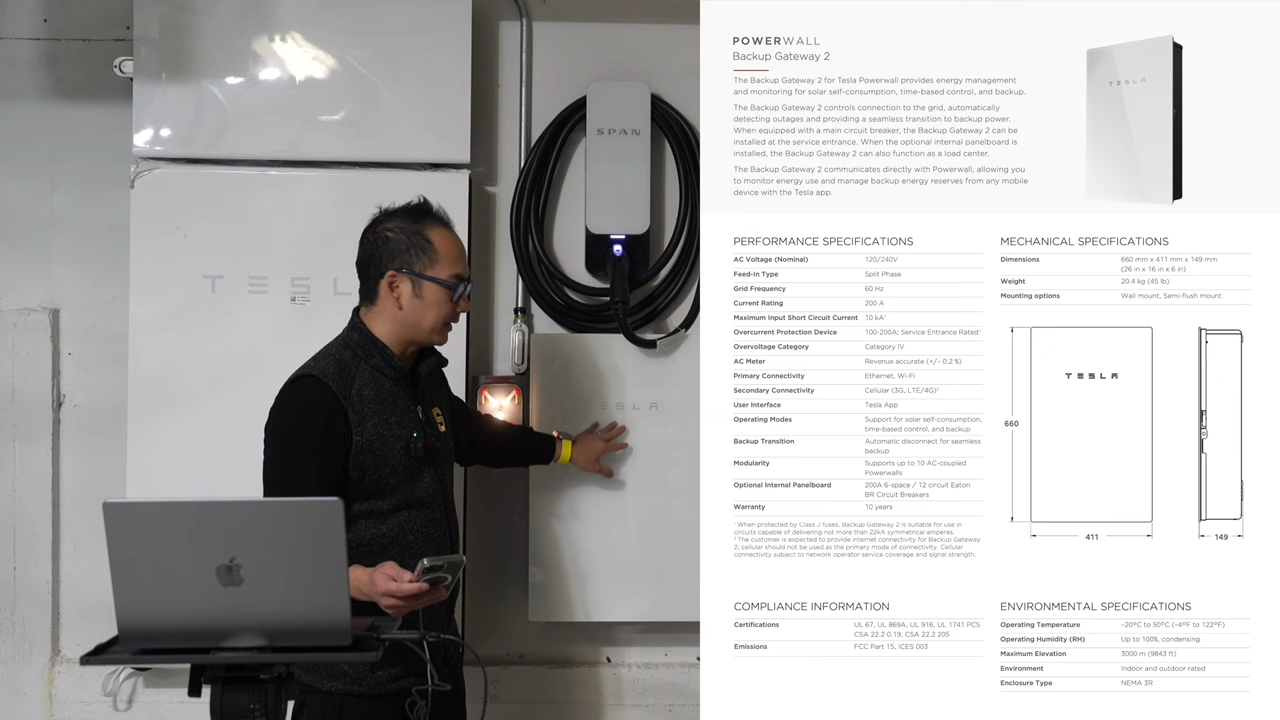 SPAN
TESL
TESLA
POWERWALL
Backup Gateway 2
The Backup Gateway 2 for Tesla Powerwall provides energy management
and monitoring for solar self-consumption, time-based control, and backup.
The Backup Gateway 2 controls connection to the grid, automatically
detecting outages and providing a seamless transition to backup power.
When equipped with a main circuit breaker, the Backup Gateway 2 can be
installed at the service entrance. When the optional internal panelboard is
installed, the Backup Gateway 2 can also function as a load center.
The Backup Gateway 2 communicates directly with Powerwall, allowing you
to monitor energy use and manage backup energy reserves from any mobile
device with the Tesla app.
TESLA
PERFORMANCE SPECIFICATIONS
AC Voltage (Nominal) 120/240V
Feed-In Type Split Phase
Grid Frequency 60 Hz
Current Rating 200 A
Maximum Input Short Circuit Current 10 kA¹
Overcurrent Protection Device 100-200A; Service Entrance Rated¹
Overvoltage Category Category IV
AC Meter Revenue accurate (+/- 0.2 %)
Primary Connectivity Ethernet, Wi-Fi
Secondary Connectivity Cellular (3G, LTE/4G)²
User Interface Tesla App
Operating Modes Support for solar self-consumption,
time-based control, and backup
Backup Transition Automatic disconnect for seamless
backup
Modularity Supports up to 10 AC-coupled
Powerwalls
Optional Internal Panelboard 200A 6-space / 12 circuit Eaton
BR Circuit Breakers
Warranty 10 years
¹ When protected by Class J fuses, Backup Gateway 2 is suitable for use in
circuits capable of delivering not more than 22kA symmetrical amperes.
² The customer is expected to provide internet connectivity for Backup Gateway
2; cellular should not be used as the primary mode of connectivity. Cellular
connectivity subject to network operator service coverage and signal strength.
MECHANICAL SPECIFICATIONS
Dimensions 660 mm x 411 mm x 149 mm
(26 in x 16 in x 6 in)
Weight 20.4 kg (45 lb)
Mounting options Wall mount, Semi-flush mount
TESLA
660
411
149
COMPLIANCE INFORMATION
Certifications UL 67, UL 869A, UL 916, UL 1741 PCS
CSA 22.2 0.19, CSA 22.2 205
Emissions FCC Part 15, ICES 003
ENVIRONMENTAL SPECIFICATIONS
Operating Temperature –20°C to 50°C (–4°F to 122°F)
Operating Humidity (RH) Up to 100%, condensing
Maximum Elevation 3000 m (9843 ft)
Environment Indoor and outdoor rated
Enclosure Type NEMA 3R